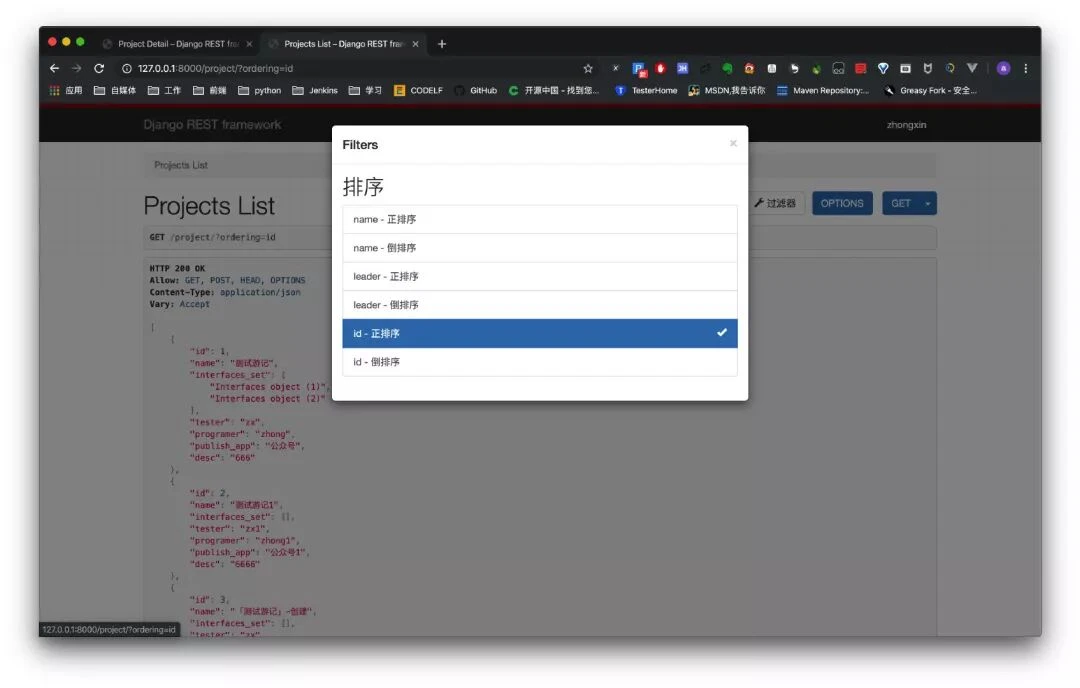 Project Detail – Django REST fra
Projects List – Django REST fram
127.0.0.1:8000/project/?ordering=id
应用 自媒体 工作 前端 python Jenkins 学习 CODELF GitHub 开源中国 - 找到您... TesterHome MSDN,我告诉你 Maven Repository:... Greasy Fork - 安全...
Django REST framework
zhongxin
Projects List
Projects List
过滤器 OPTIONS GET
GET /project/?ordering=id
Filters ×
排序
name - 正排序
name - 倒排序
leader - 正排序
leader - 倒排序
id - 正排序
id - 倒排序
HTTP 200 OK
Allow: GET, POST, HEAD, OPTIONS
Content-Type: application/json
Vary: Accept
[
{
"id": 1,
"name": "测试游记",
"interfaces_set": [
"Interfaces object (1)",
"Interfaces object (2)"
],
"tester": "zx",
"programer": "zhong",
"publish_app": "公众号",
"desc": "666"
},
{
"id": 2,
"name": "测试游记1",
"interfaces_set": [],
"tester": "zx1",
"programer": "zhong1",
"publish_app": "公众号1",
"desc": "6666"
},
{
"id": 3,
"name": "「测试游记」-创建",
"interfaces_set": [],
"tester": "zx"
127.0.0.1:8000/project/?ordering=id